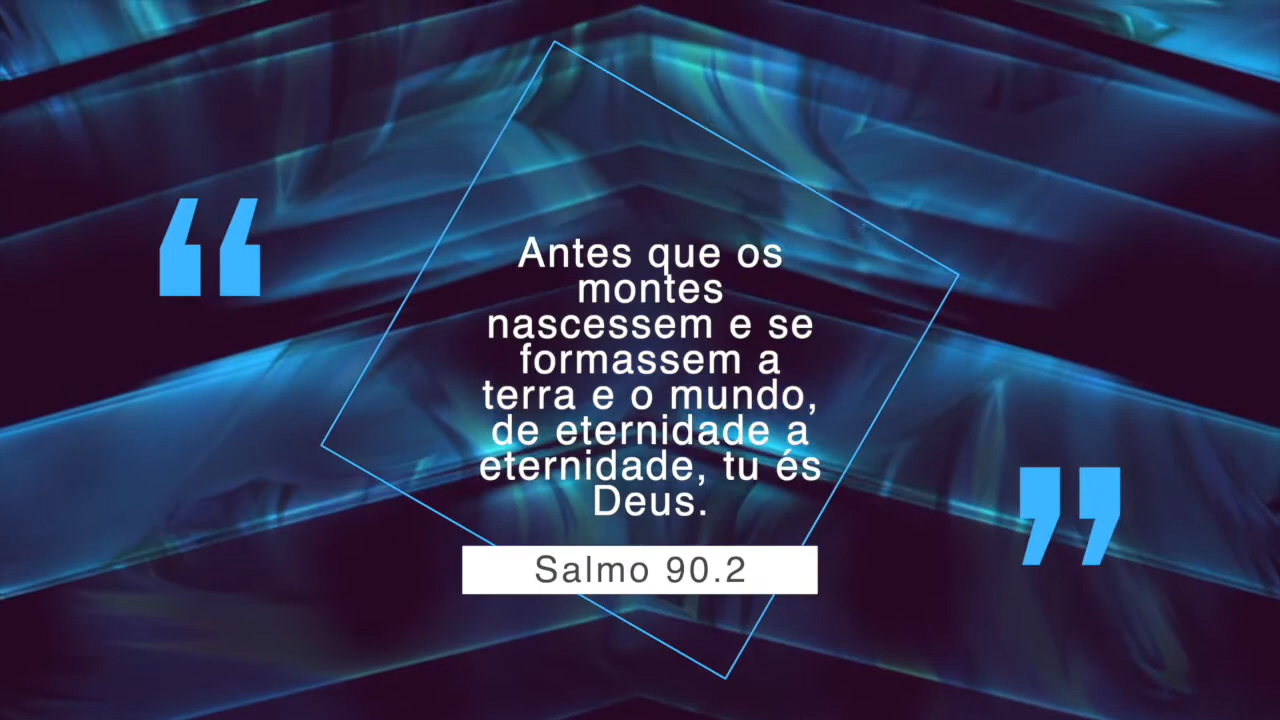 “
Antes que os
montes
nascessem e se
formassem a
terra e o mundo,
de eternidade a
eternidade, tu és
Deus.
”
Salmo 90.2